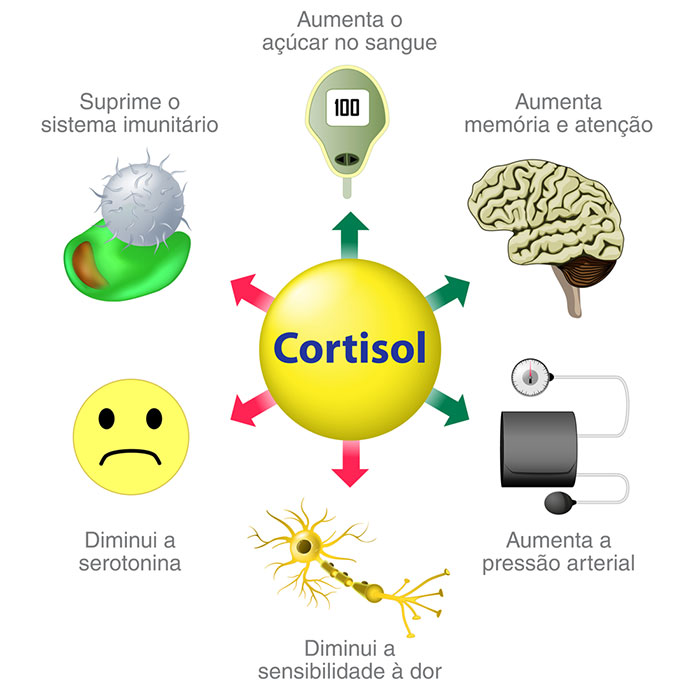 Aumenta o
açúcar no sangue
100
Suprime o
sistema imunitário
Aumenta
memória e atenção
Cortisol
Diminui a
serotonina
Aumenta a
pressão arterial
Diminui a
sensibilidade à dor